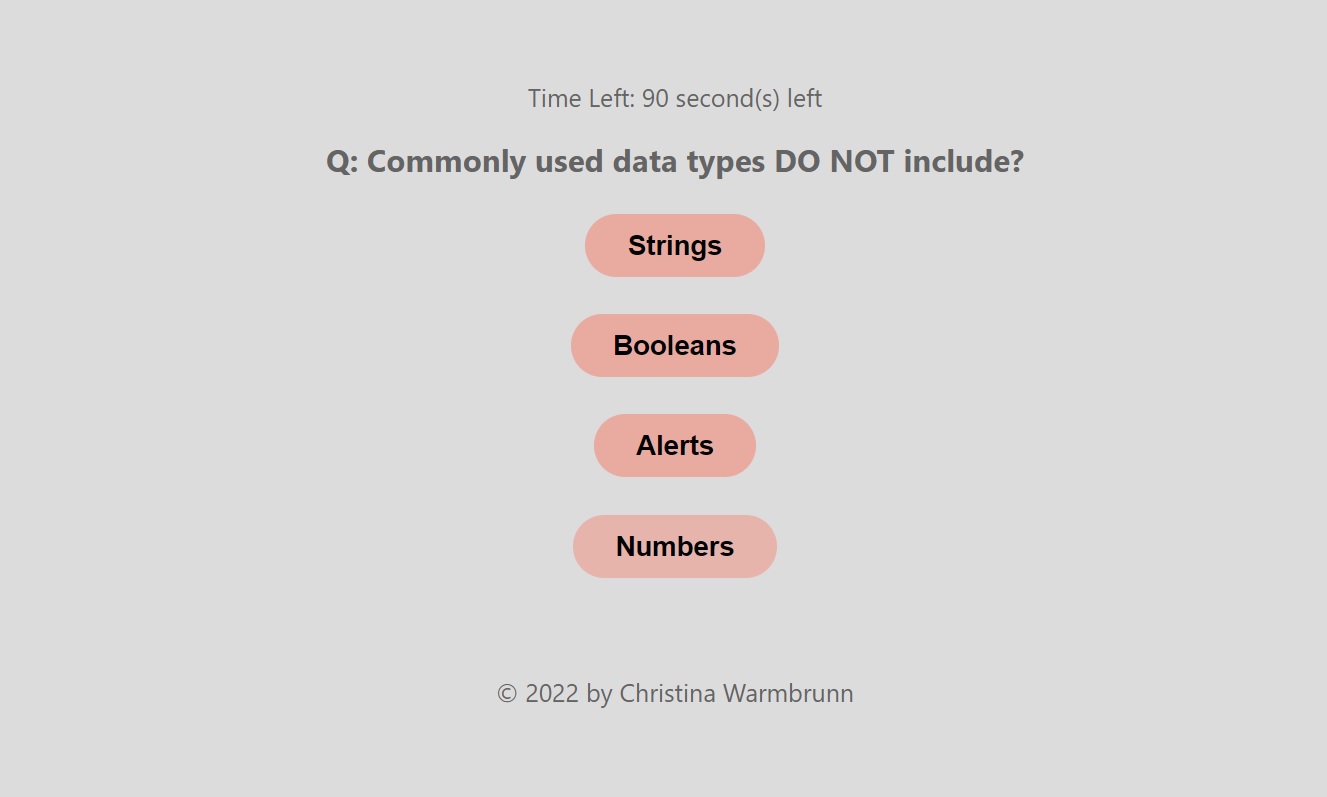 Time Left: 90 second(s) left
Q: Commonly used data types DO NOT include?
Strings
Booleans
Alerts
Numbers
© 2022 by Christina Warmbrunn